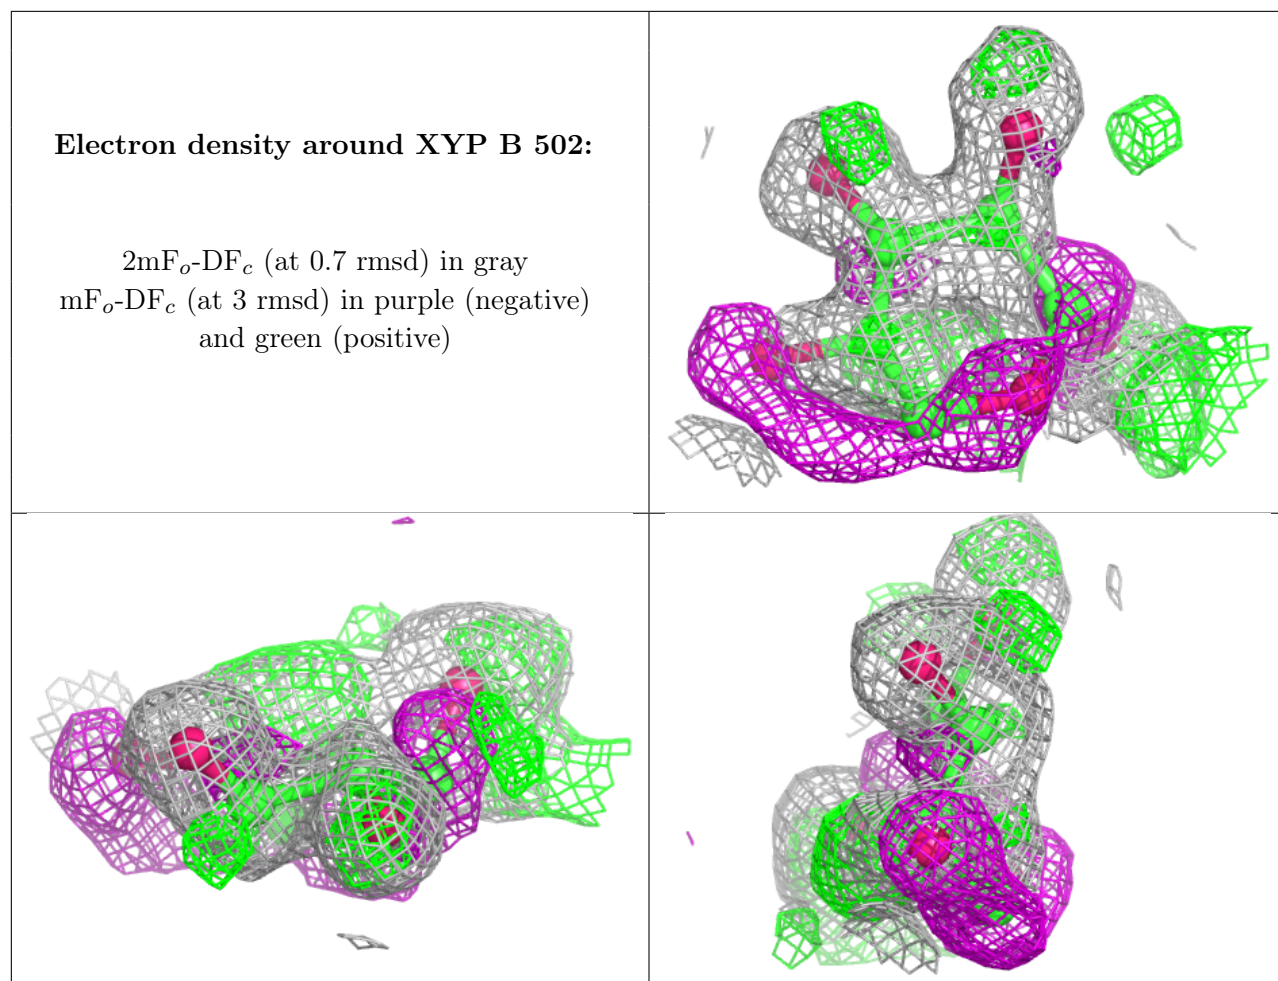 Electron density around XYP B 502:
2mFo-DFc (at 0.7 rmsd) in gray
mFo-DFc (at 3 rmsd) in purple (negative)
and green (positive)